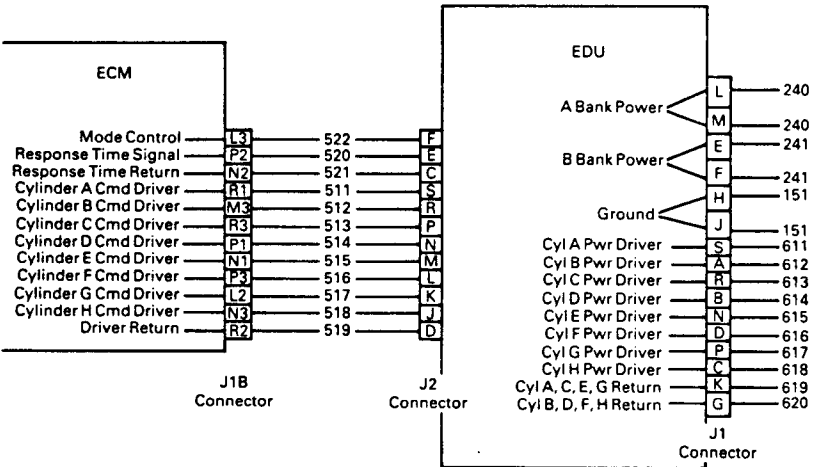 ECM
Mode Control L3 522 F
Response Time Signal P2 520 E
Response Time Return N2 521 C
Cylinder A Cmd Driver R1 511 S
Cylinder B Cmd Driver M3 512 R
Cylinder C Cmd Driver R3 513 P
Cylinder D Cmd Driver P1 514 N
Cylinder E Cmd Driver N1 515 M
Cylinder F Cmd Driver P3 516 L
Cylinder G Cmd Driver L2 517 K
Cylinder H Cmd Driver N3 518 J
Driver Return R2 519 D
J1B
Connector
J2
Connector
EDU
A Bank Power
L 240
M 240
B Bank Power
E 241
F 241
Ground
H 151
J 151
Cyl A Pwr Driver S 611
Cyl B Pwr Driver A 612
Cyl C Pwr Driver R 613
Cyl D Pwr Driver B 614
Cyl E Pwr Driver N 615
Cyl F Pwr Driver D 616
Cyl G Pwr Driver P 617
Cyl H Pwr Driver C 618
Cyl A, C, E, G Return K 619
Cyl B, D, F, H Return G 620
J1
Connector